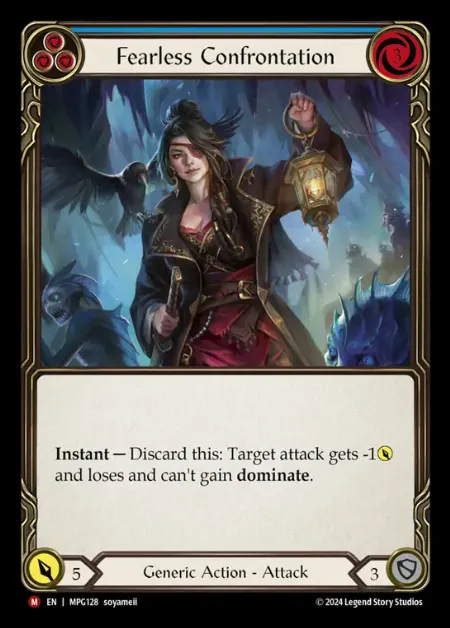 Fearless Confrontation
3
Instant — Discard this: Target attack gets -1
and loses and can't gain dominate.
5
Generic Action - Attack
3
M EN | MPG128 soyameii
© 2024 Legend Story Studios